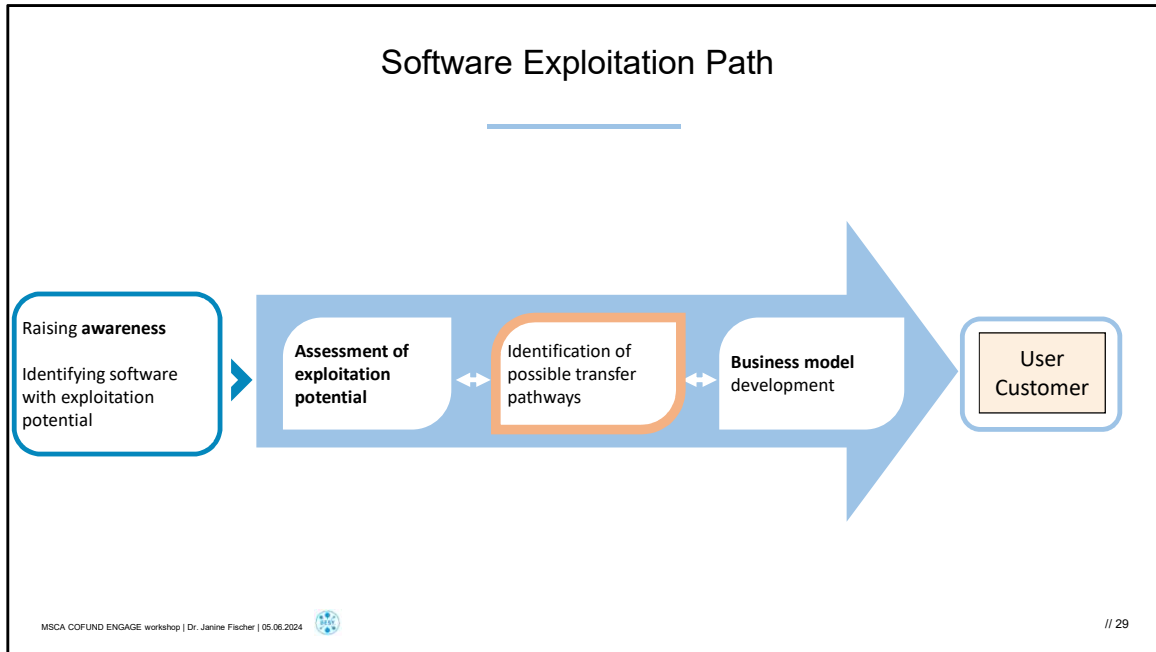 Software Exploitation Path
Raising awareness
Identifying software
with exploitation
potential
Assessment of
exploitation
potential
Identification of
possible transfer
pathways
Business model
development
User
Customer
MSCA COFUND ENGAGE workshop | Dr. Janine Fischer | 05.06.2024
// 29